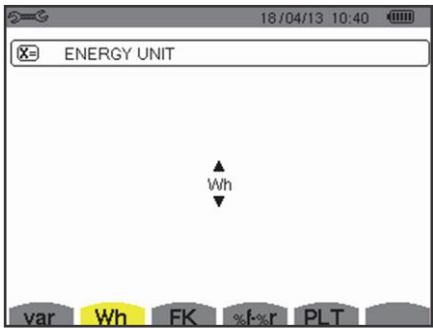 18/04/13 10:40
X= ENERGY UNIT
Wh
var Wh FK %f-%r PLT